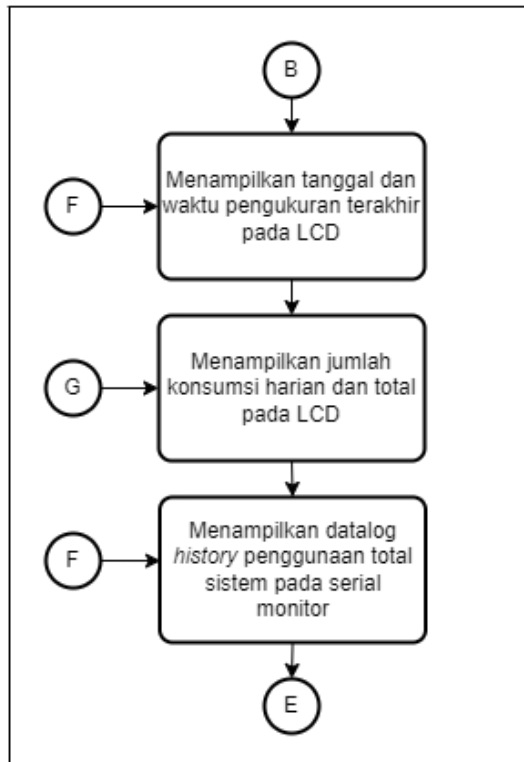 B
F
Menampilkan tanggal dan
waktu pengukuran terakhir
pada LCD
G
Menampilkan jumlah
konsumsi harian dan total
pada LCD
F
Menampilkan datalog
history penggunaan total
sistem pada serial
monitor
E